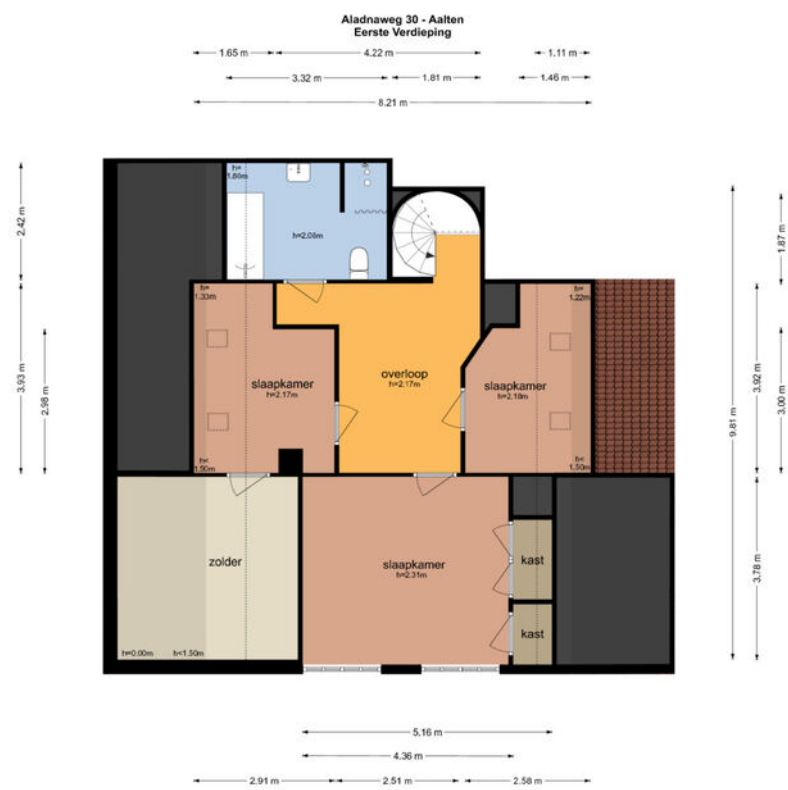 Aladnaweg 30 - Aalten
Eerste Verdieping
1.65 m
4.22 m
1.11 m
3.32 m
1.81 m
1.46 m
8.21 m
2.42 m
3.93 m
2.98 m
h=
1.80m
h=2.08m
h=
1.33m
slaapkamer
h=2.17m
h<
1.50m
overloop
h=2.17m
h=
1.22m
slaapkamer
h=2.18m
h<
1.50m
zolder
h=0.00m
h<1.50m
slaapkamer
h=2.31m
kast
kast
9.81 m
1.87 m
3.92 m
3.00 m
3.78 m
5.16 m
4.36 m
2.91 m
2.51 m
2.58 m